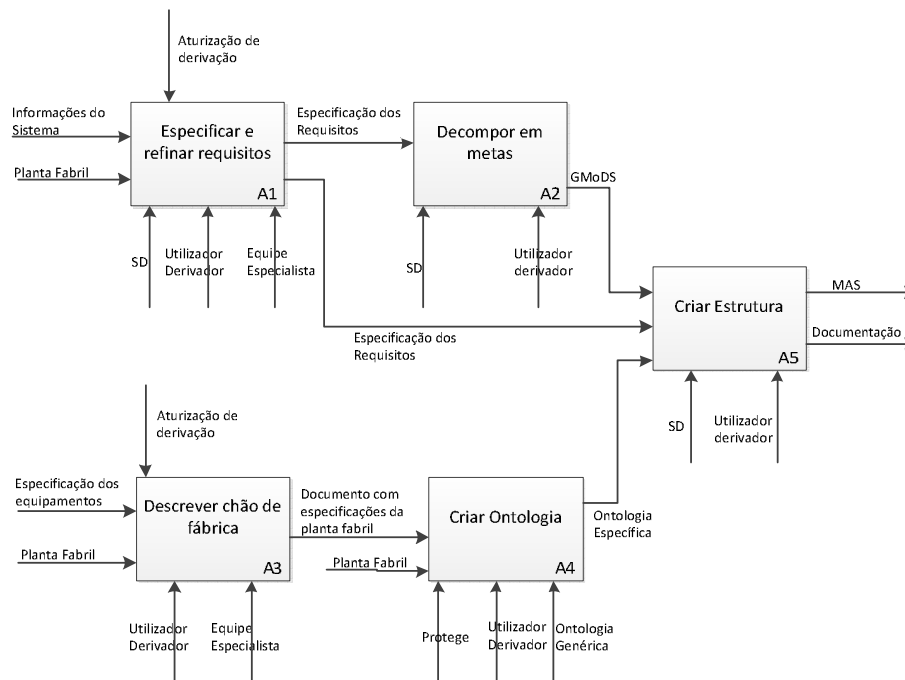 Aturização de
derivação
Informações do
Sistema
Planta Fabril
Especificar e
refinar requisitos
A1
SD
Utilizador
Derivador
Equipe
Especialista
Especificação dos
Requisitos
Decompor em
metas
A2
GMoDS
SD
Utilizador
derivador
Especificação dos
Requisitos
Criar Estrutura
A5
MAS
Documentação
SD
Utilizador
derivador
Aturização de
derivação
Especificação dos
equipamentos
Planta Fabril
Descrever chão de
fábrica
A3
Utilizador
Derivador
Equipe
Especialista
Documento com
especificações da
planta fabril
Planta Fabril
Criar Ontologia
A4
Protege
Utilizador
Derivador
Ontologia
Genérica
Ontologia
Específica